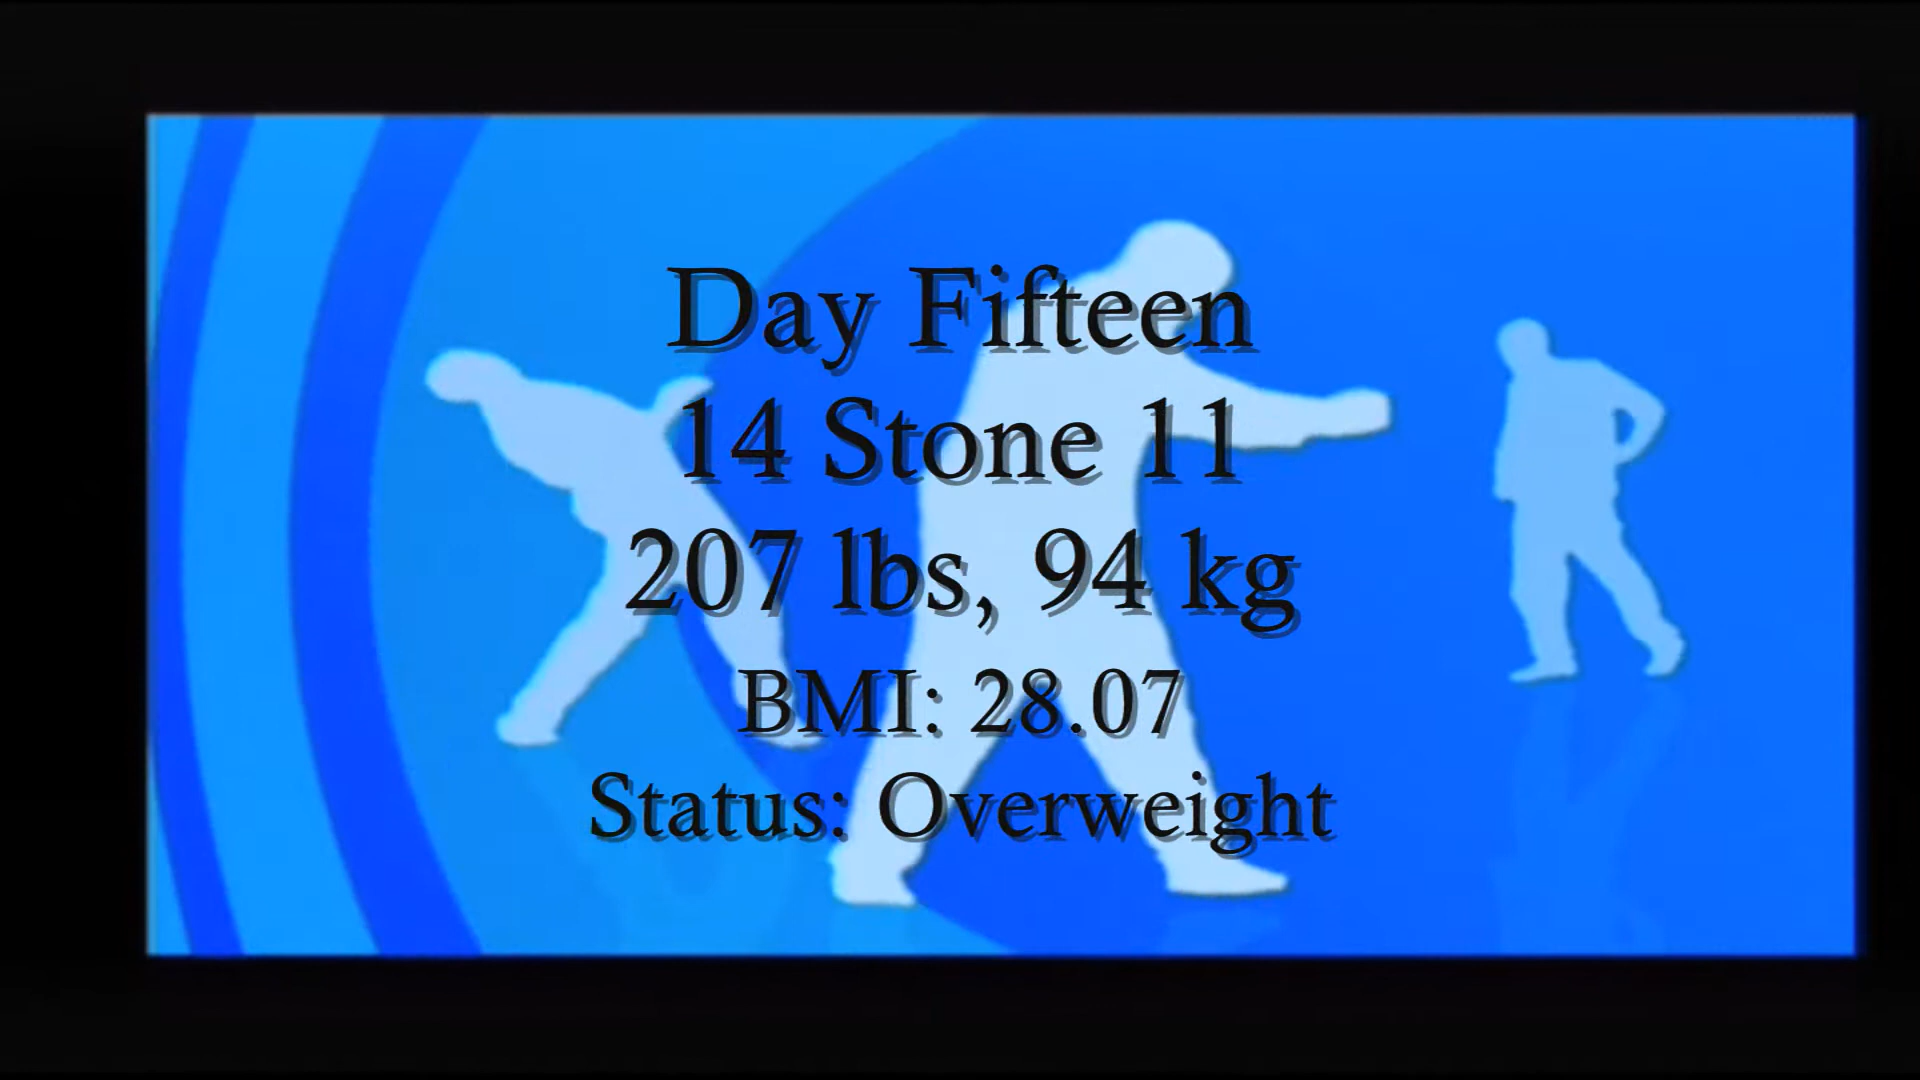 Day Fifteen
14 Stone 11
207 lbs, 94 kg
BMI: 28.07
Status: Overweight